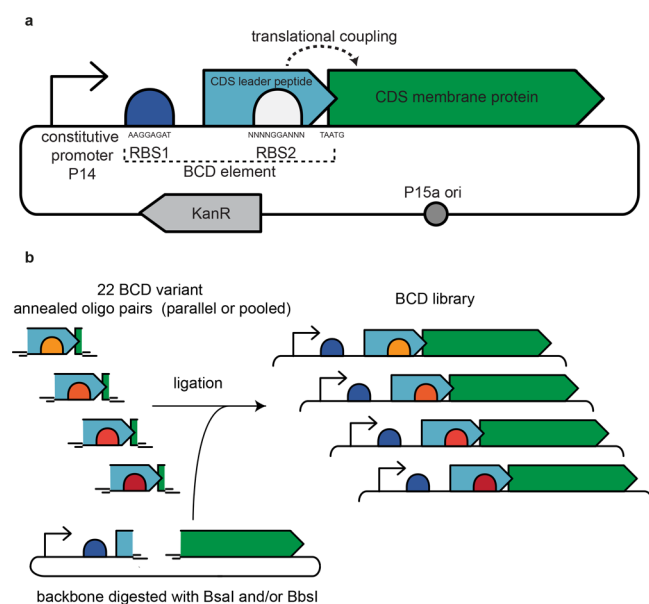 a
translational coupling
CDS leader peptide
CDS membrane protein
constitutive
promoter
P14
AAGGAGAT
RBS1
NNNNGGANNN
RBS2
TAATG
BCD element
P15a ori
KanR
b
22 BCD variant
annealed oligo pairs (parallel or pooled)
BCD library
ligation
backbone digested with BsaI and/or BbsI